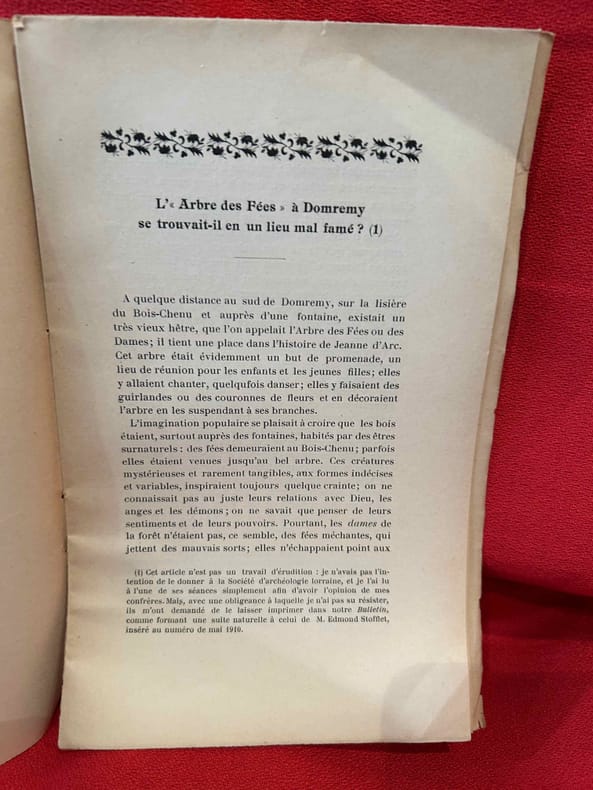 L'« Arbre des Fées » à Domremy
se trouvait-il en un lieu mal famé ? (1)
A quelque distance au sud de Domremy, sur la lisière
du Bois-Chenu et auprès d'une fontaine, existait un
très vieux hêtre, que l'on appelait l'Arbre des Fées ou des
Dames; il tient une place dans l'histoire de Jeanne d'Arc.
Cet arbre était évidemment un but de promenade, un
lieu de réunion pour les enfants et les jeunes filles; elles
y allaient chanter, quelqufois danser; elles y faisaient des
guirlandes ou des couronnes de fleurs et en décoraient
l'arbre en les suspendant à ses branches.
L'imagination populaire se plaisait à croire que les bois
étaient, surtout auprès des fontaines, habités par des êtres
surnaturels : des fées demeuraient au Bois-Chenu; parfois
elles étaient venues jusqu'au bel arbre. Ces créatures
mystérieuses et rarement tangibles, aux formes indécises
et variables, inspiraient toujours quelque crainte; on ne
connaissait pas au juste leurs relations avec Dieu, les
anges et les démons; on ne savait que penser de leurs
sentiments et de leurs pouvoirs. Pourtant, les dames de
la forêt n'étaient pas, ce semble, des fées méchantes, qui
jettent des mauvais sorts; elles n'échappaient point aux
(1) Cet article n'est pas un travail d'érudition : je n'avais pas l'in-
tention de le donner à la Société d'archéologie lorraine, et je l'ai lu
à l'une de ses séances simplement afin d'avoir l'opinion de mes
confrères. Mais, avec une obligeance à laquelle je n'ai pas su résister,
ils m'ont demandé de le laisser imprimer dans notre Bulletin,
comme formant une suite naturelle à celui de M. Edmond Stofflet,
inséré au numéro de mai 1910.